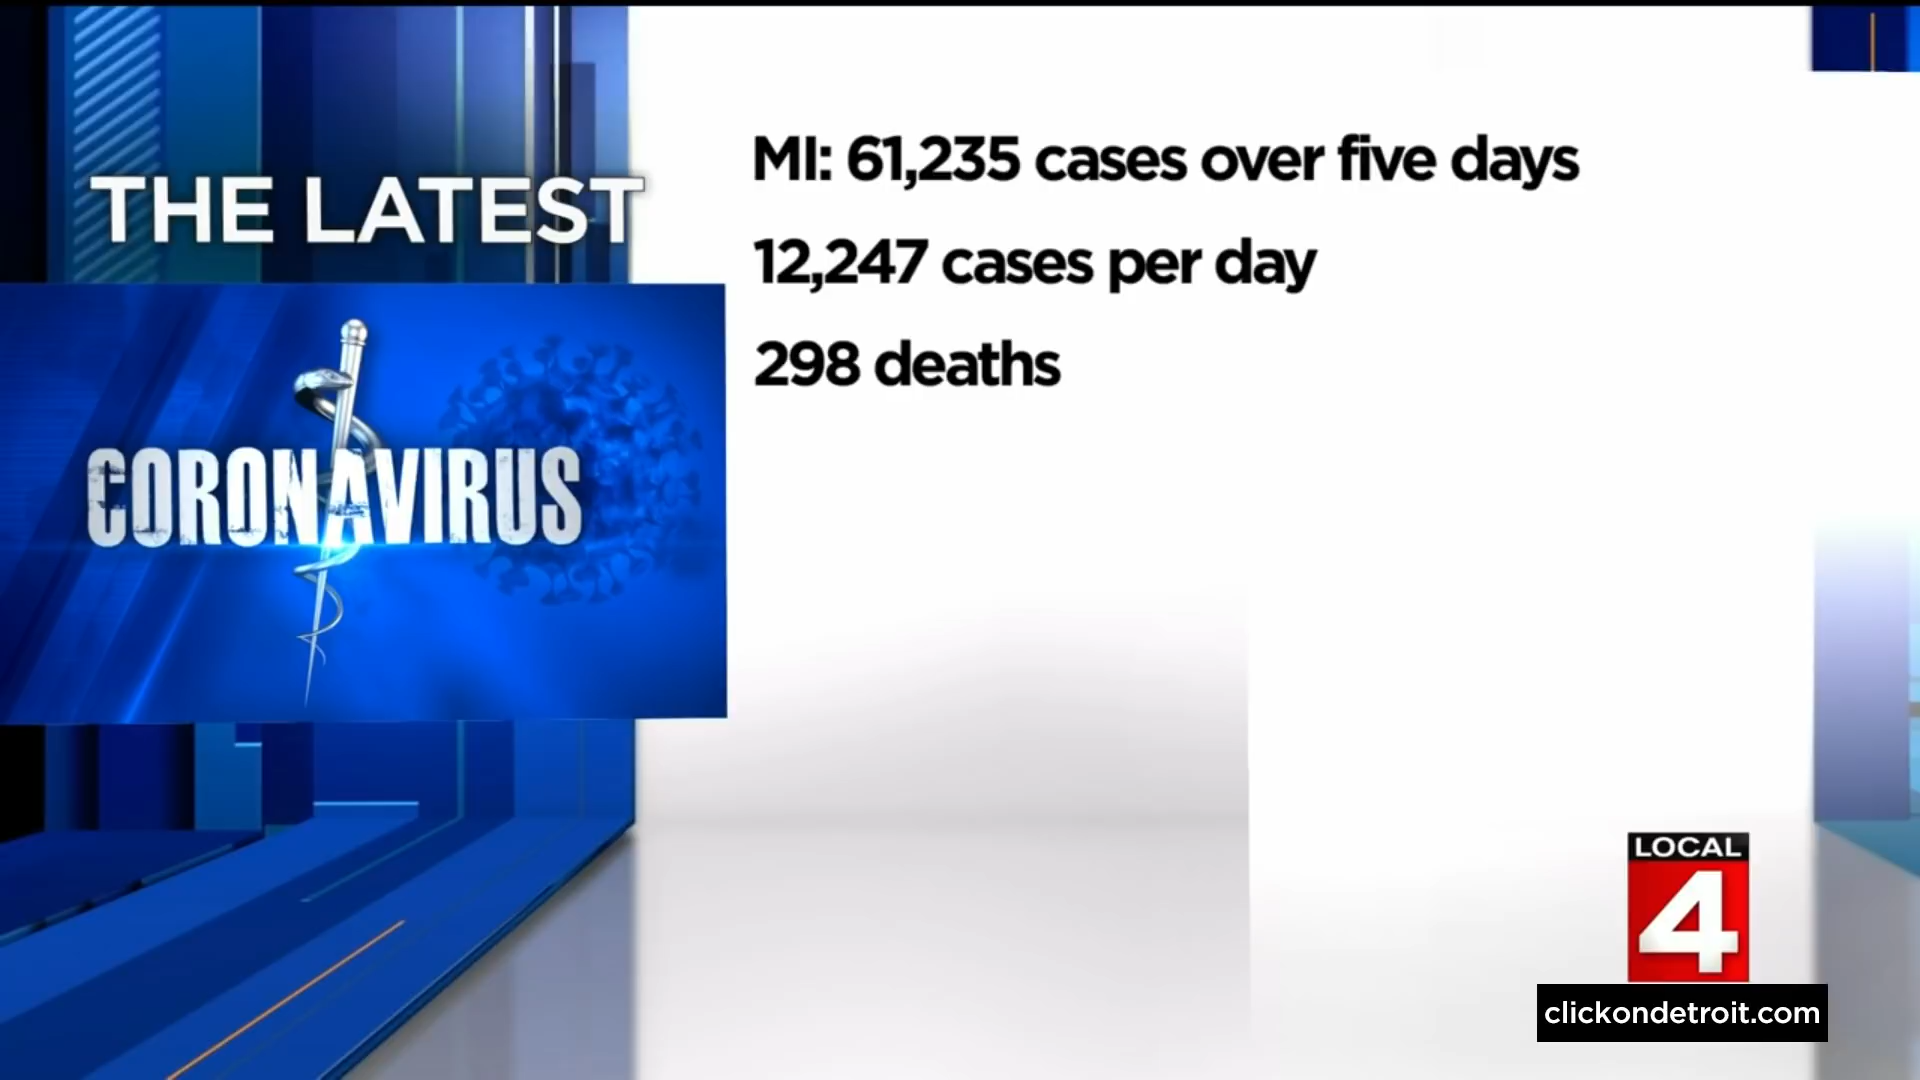 THE LATEST
CORONAVIRUS
MI: 61,235 cases over five days
12,247 cases per day
298 deaths
LOCAL
4
clickondetroit.com